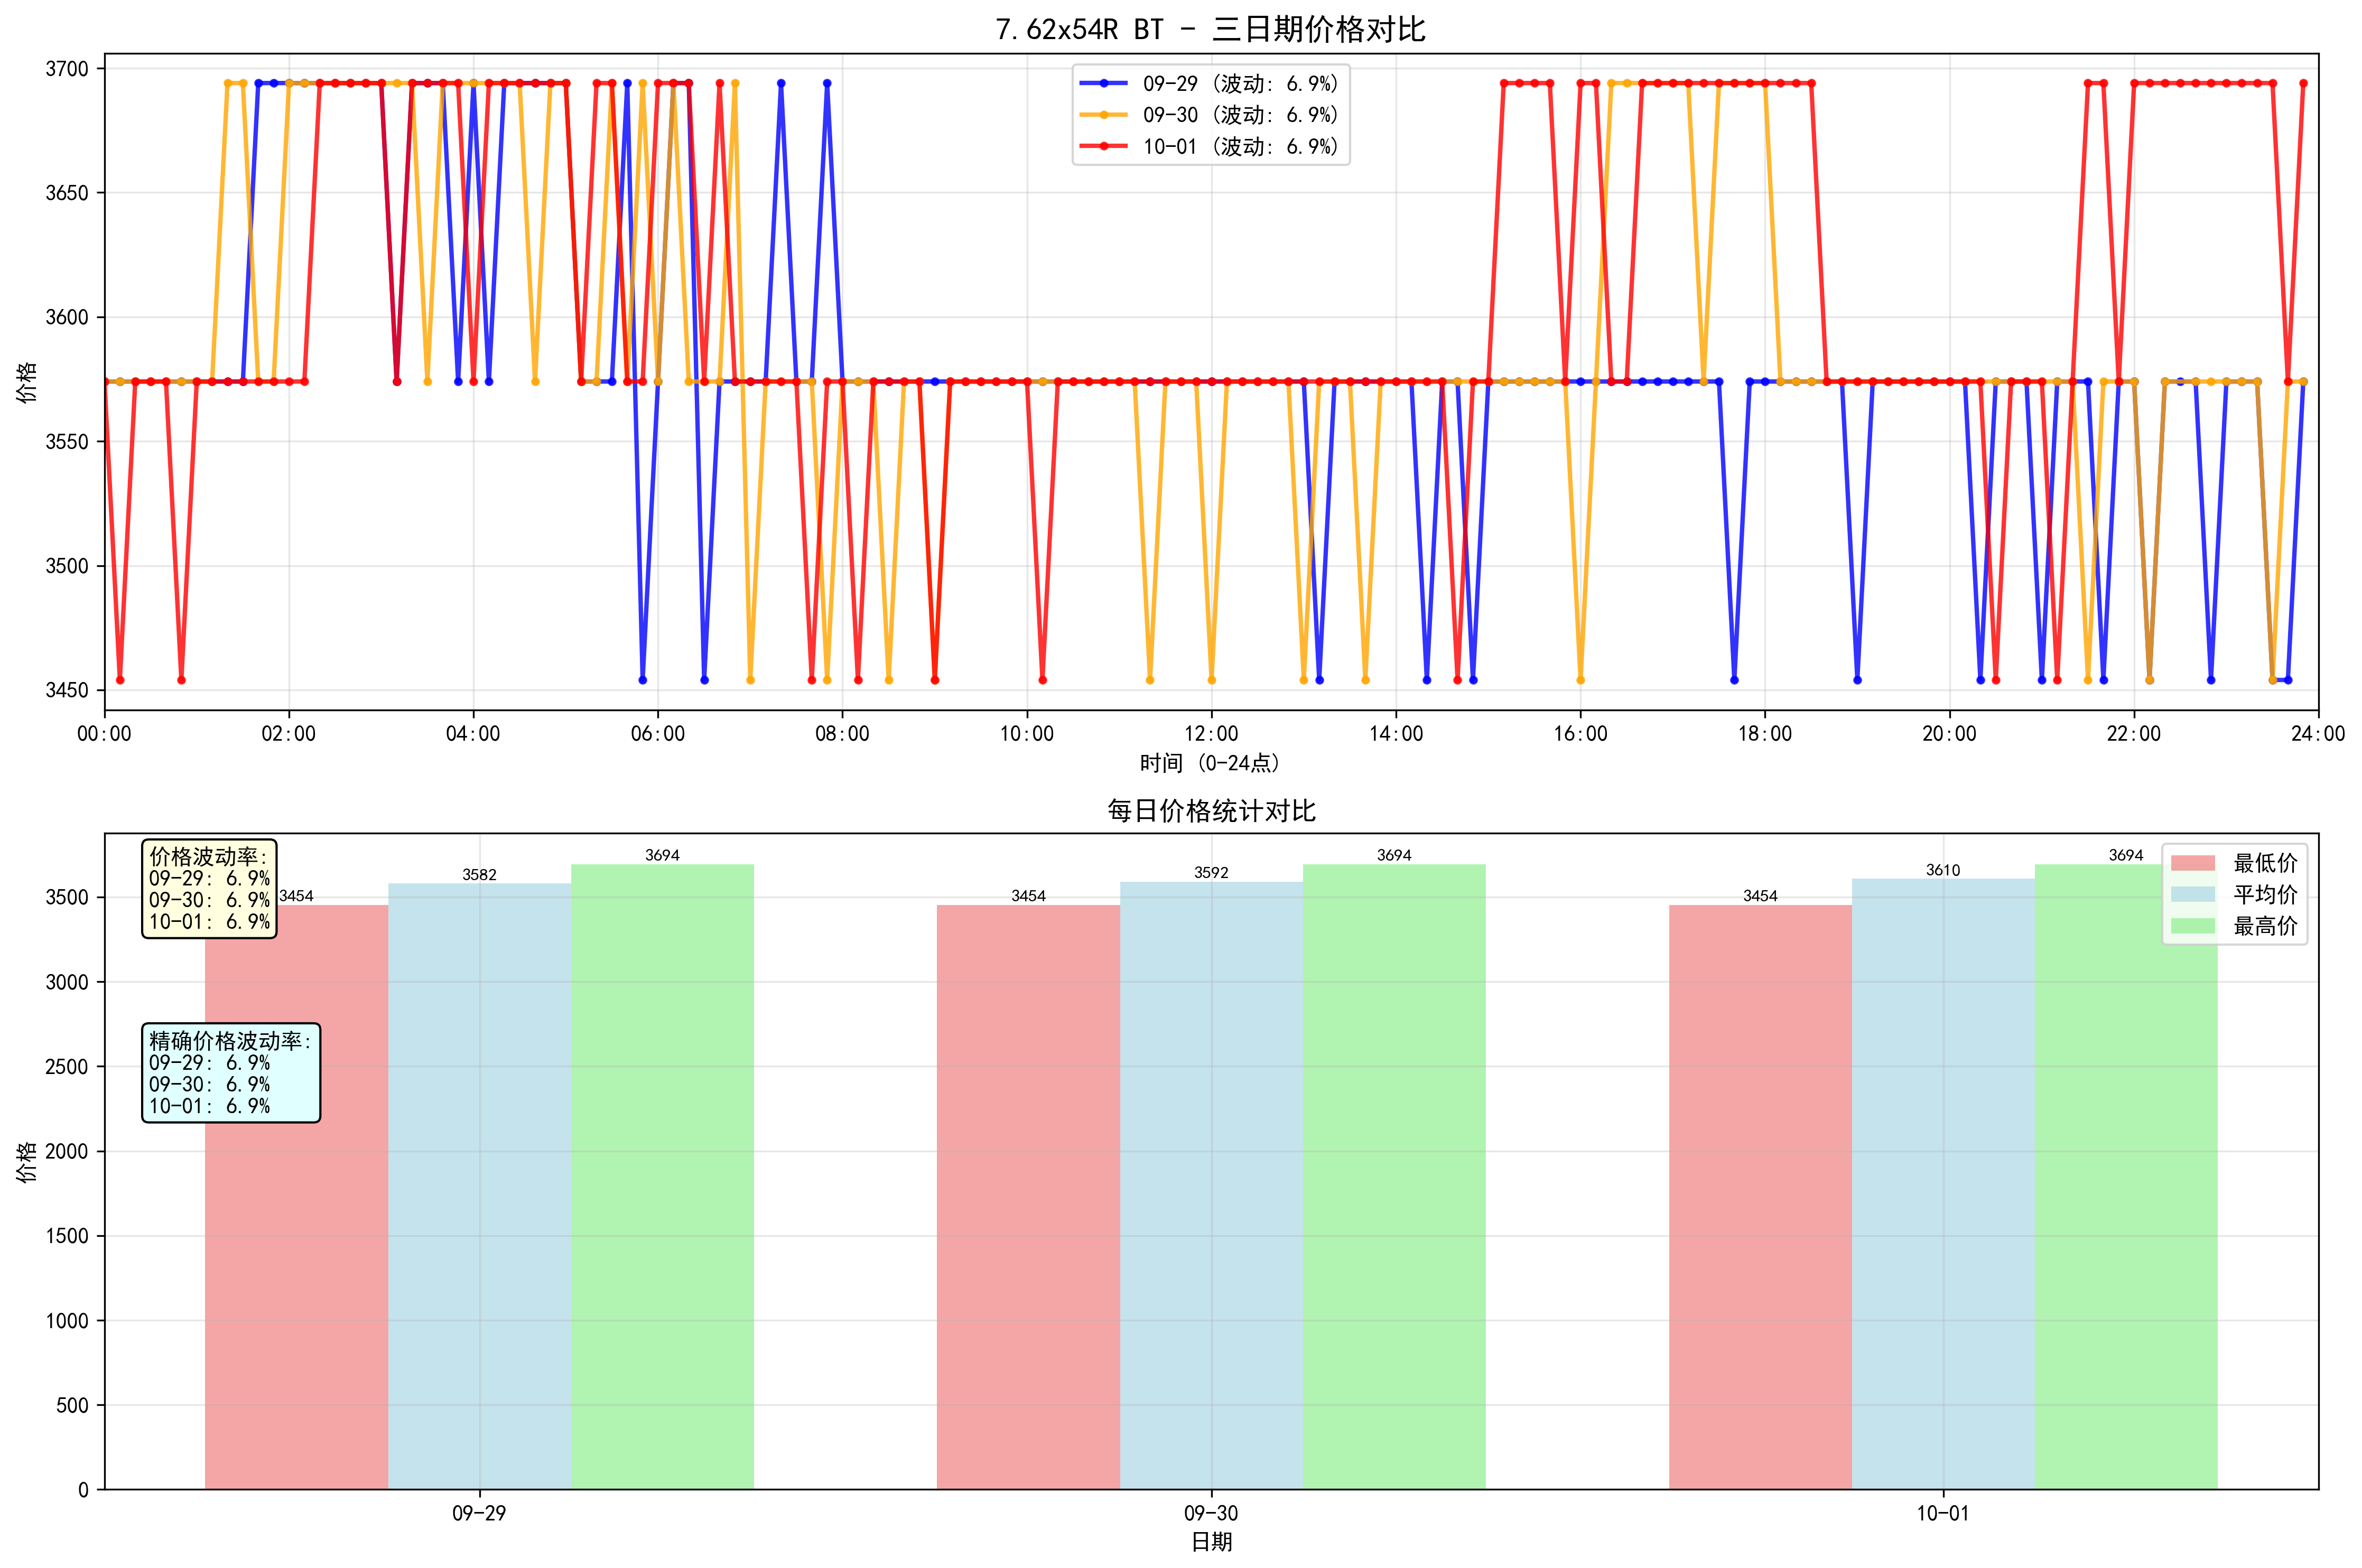 7.62x54R BT - 三日期价格对比
3700
3650
3600
3550
3500
3450
价格
09-29 (波动: 6.9%)
09-30 (波动: 6.9%)
10-01 (波动: 6.9%)
00:00 02:00 04:00 06:00 08:00 10:00 12:00 14:00 16:00 18:00 20:00 22:00 24:00
时间 (0-24点)
每日价格统计对比
3500
3000
2500
2000
1500
1000
500
0
价格
价格波动率:
09-29: 6.9%
09-30: 6.9%
10-01: 6.9%
精确价格波动率:
09-29: 6.9%
09-30: 6.9%
10-01: 6.9%
3454 3582 3694 3454 3592 3694 3454 3610 3694
最低价
平均价
最高价
09-29 09-30 10-01
日期